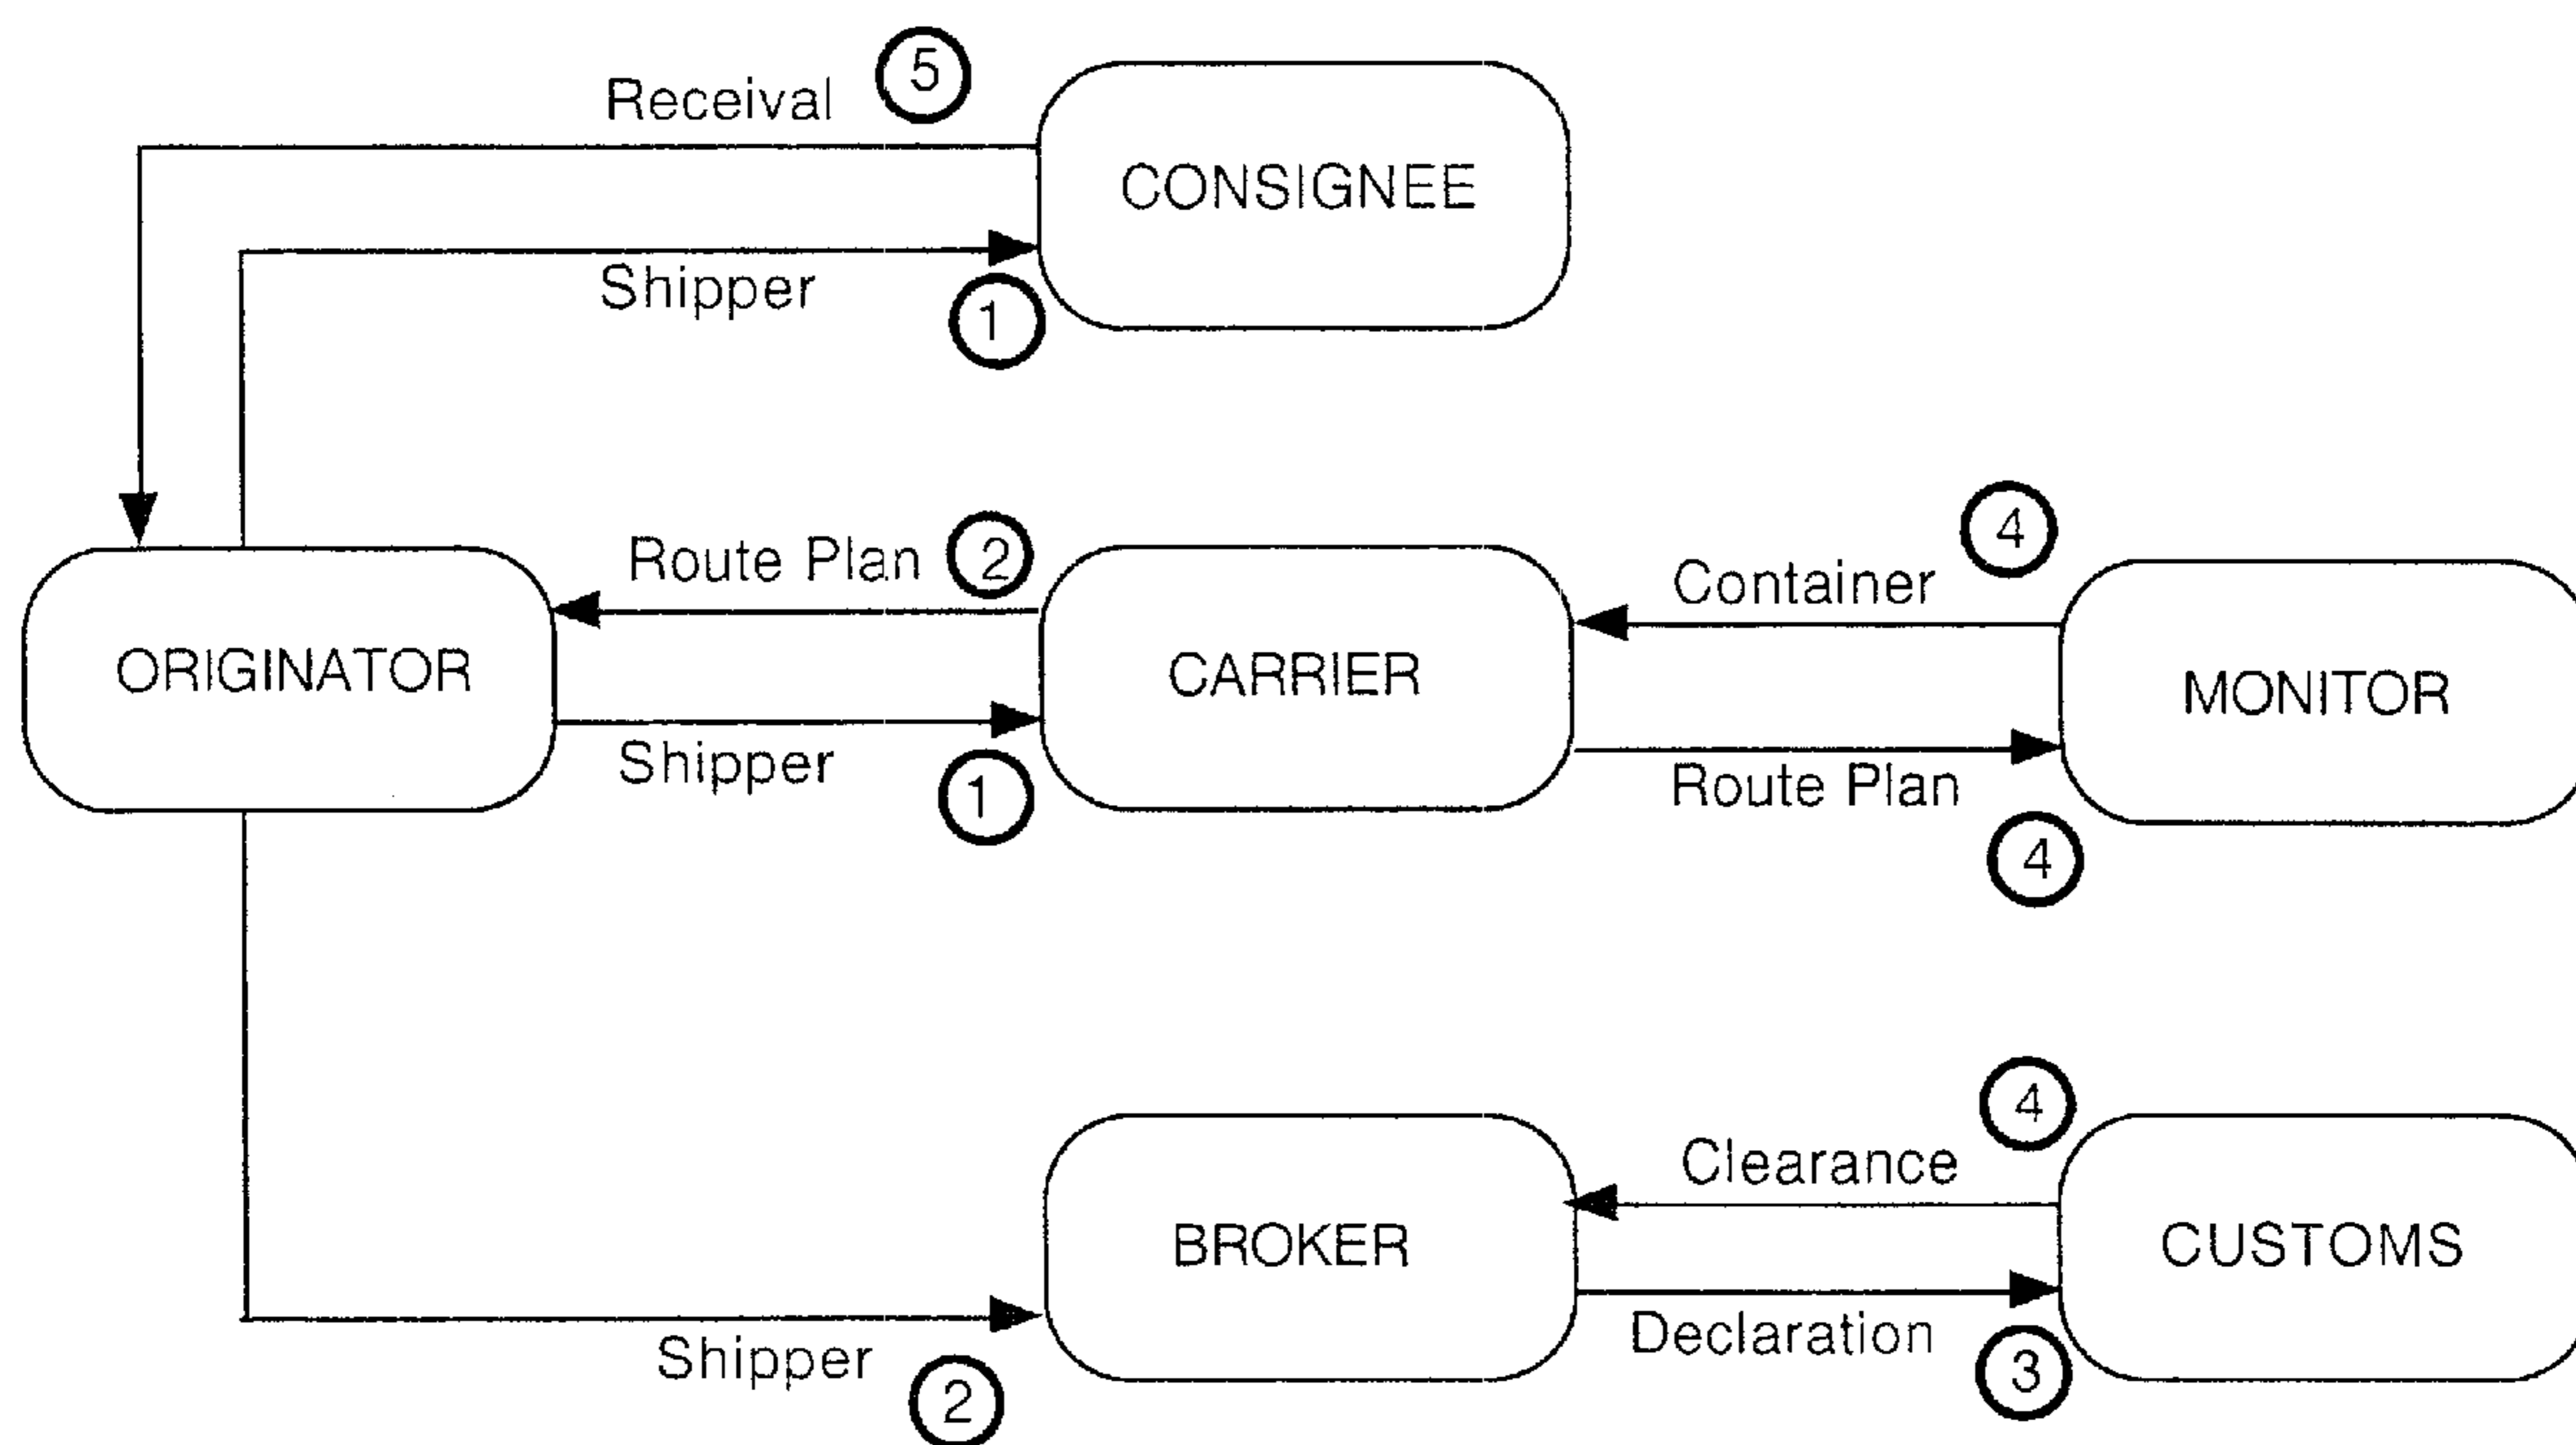 Receival 5
CONSIGNEE
Shipper
1
Route Plan 2
4
Container
ORIGINATOR
CARRIER
MONITOR
Shipper
1
Route Plan
4
4
Clearance
BROKER
CUSTOMS
Declaration
Shipper
3
2